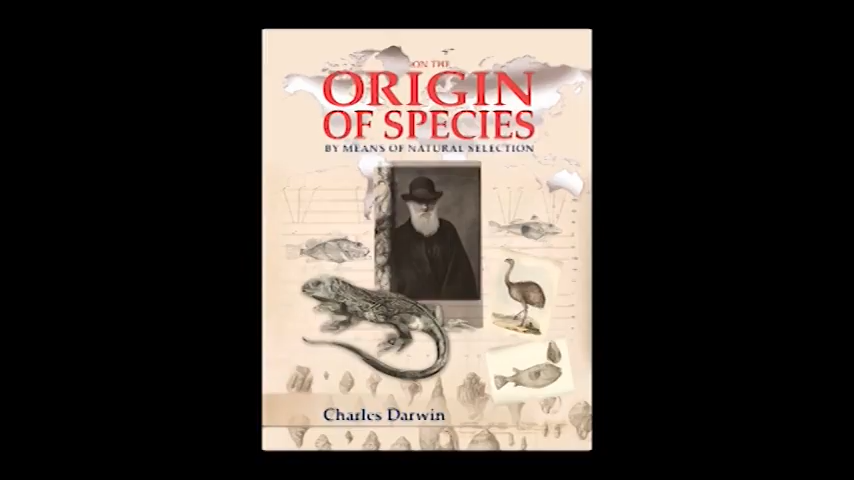 ON THE
ORIGIN
OF SPECIES
BY MEANS OF NATURAL SELECTION
Charles Darwin